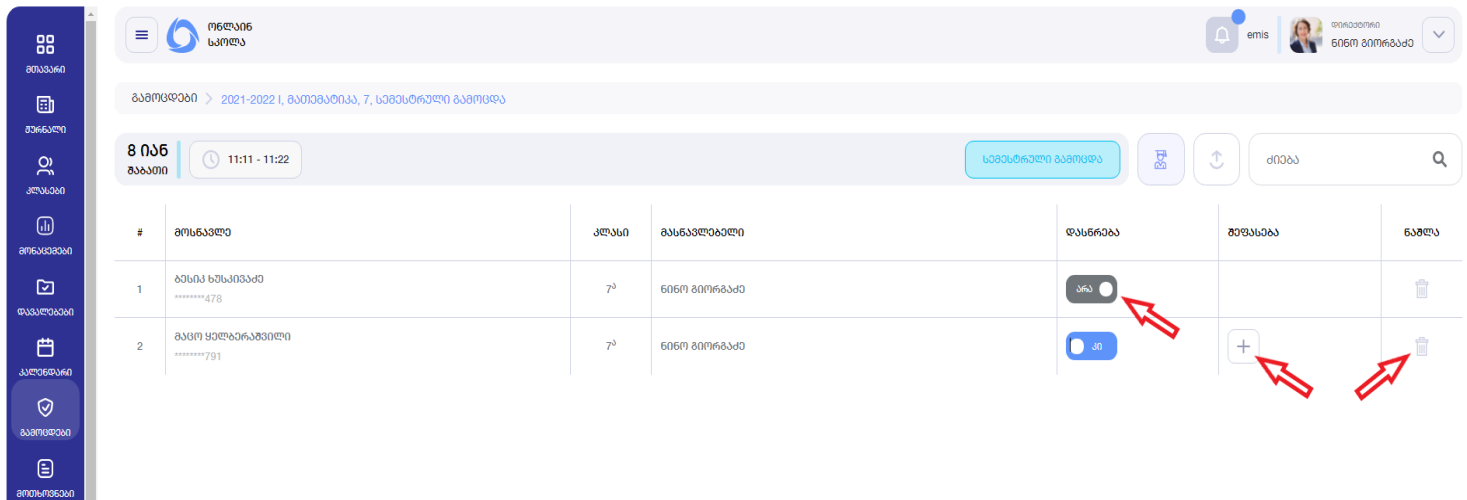 მთავარი
ჟურნალი
კლასები
მონაცემები
დავალებები
კალენდარი
გამოცდები
მოთხოვნები
ონლაინ
სკოლა
emis
დირექტორი
ნინო გიორგაძე
გამოცდები
2021-2022 I, მათემატიკა, 7, სემესტრული გამოცდა
8 იან
შაბათი
11:11 - 11:22
სემესტრული გამოცდა
ძიება
# მოსწავლე კლასი მასწავლებელი დასწრება შეფასება წაშლა
1 ბესიკ ხუსკივაძე 7ა ნინო გიორგაძე არა
********478
2 მაცო ყელბერაშვილი 7ა ნინო გიორგაძე კი
********791